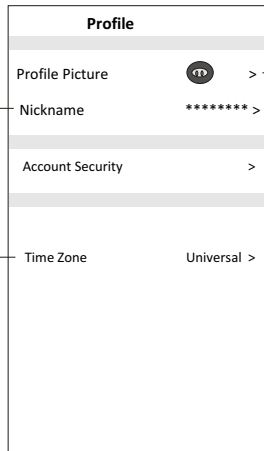 Profile
Profile Picture >
Nickname ******** >
Account Security >
Time Zone Universal >